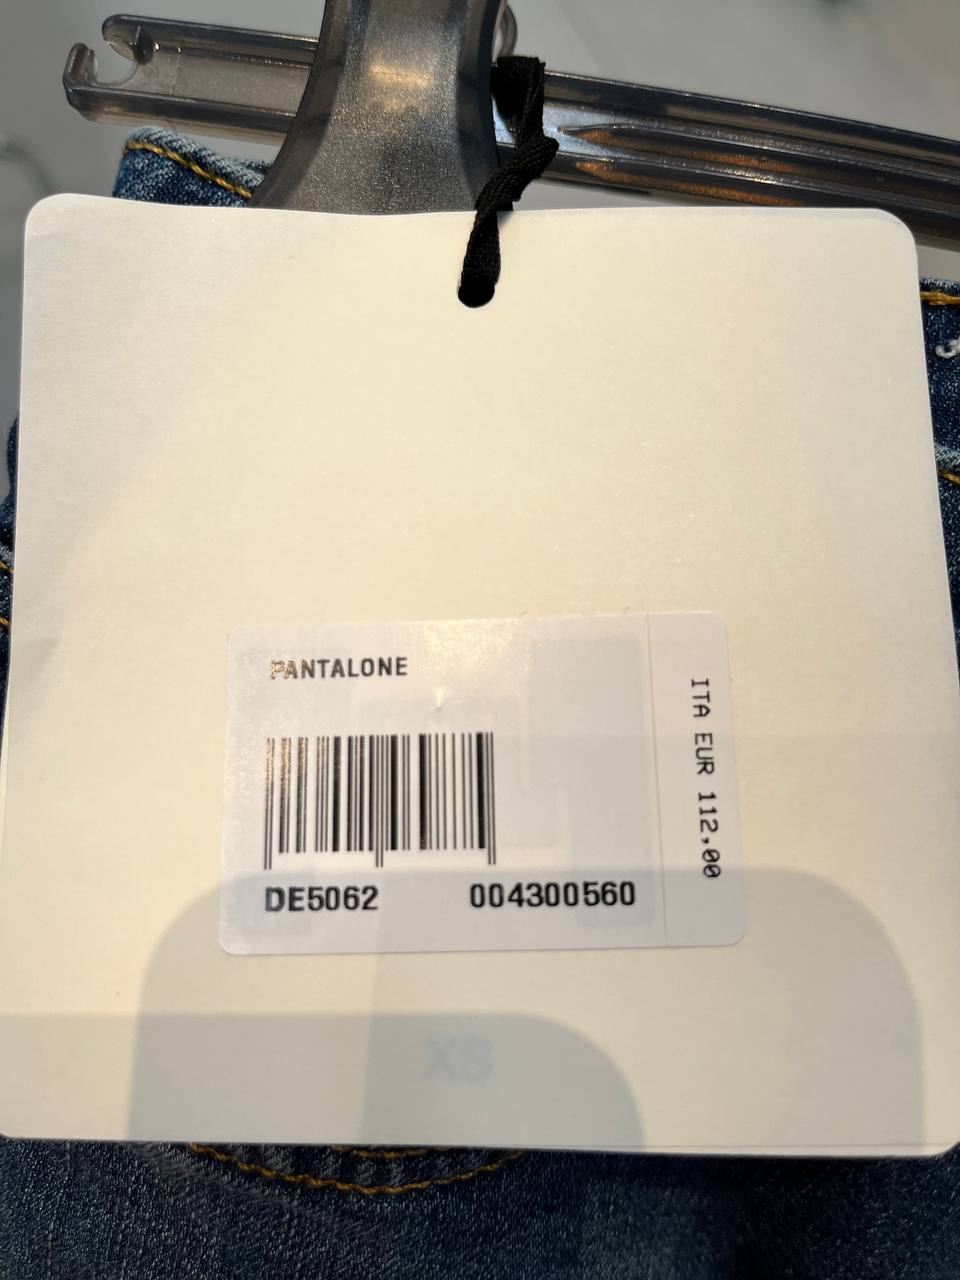 PANTALONE
ITA EUR 112,00
DE5062 004300560
XS